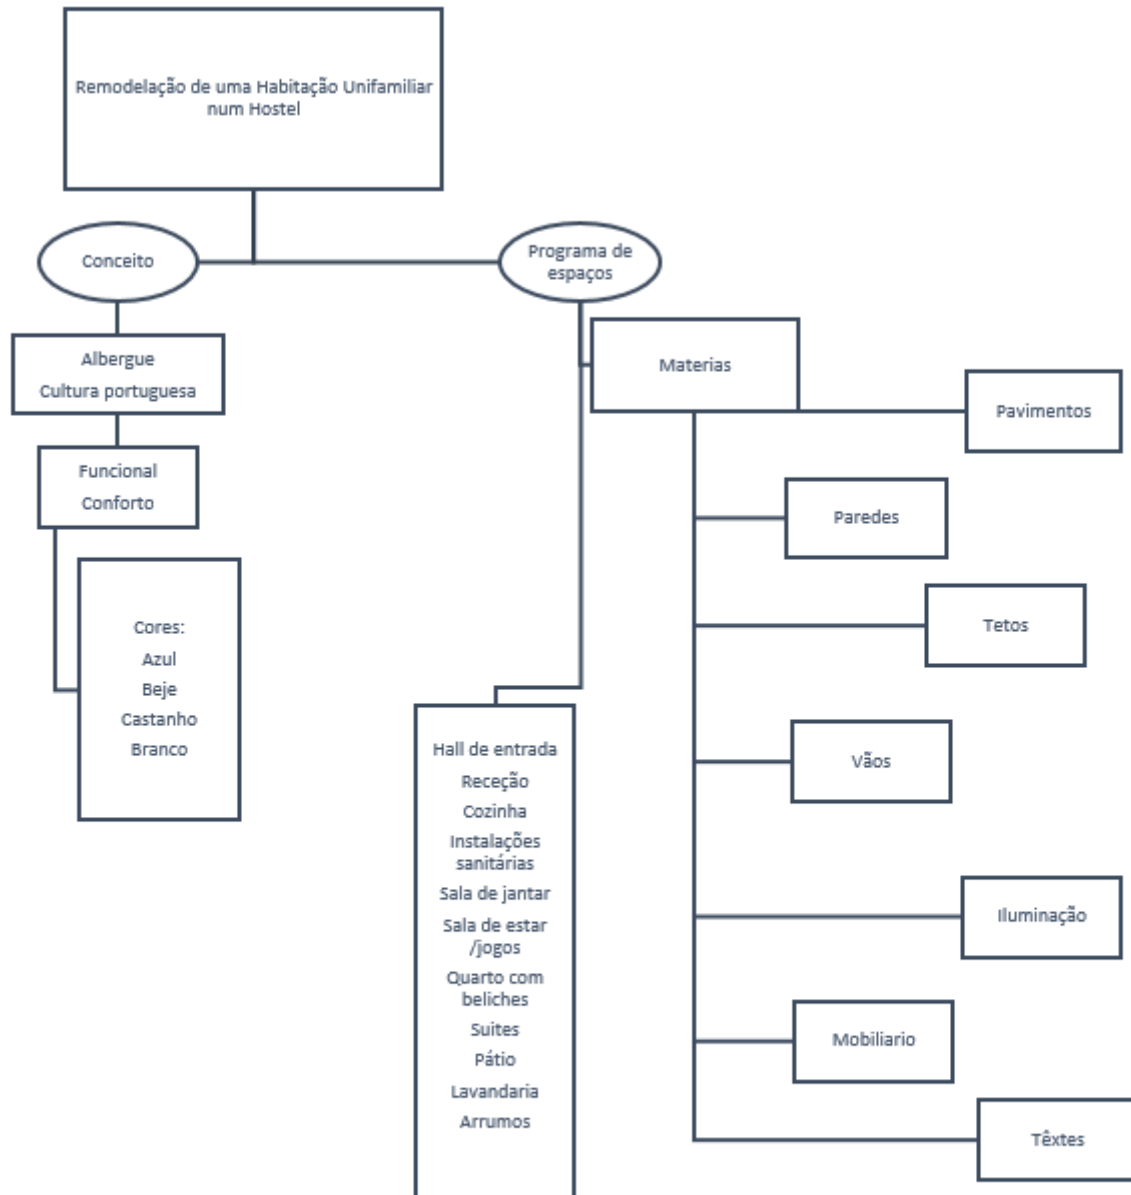 Remodelação de uma Habitação Unifamiliar
num Hostel
Conceito
Programa de
espaços
Albergue
Cultura portuguesa
Funcional
Conforto
Cores:
Azul
Beje
Castanho
Branco
Materias
Pavimentos
Paredes
Tetos
Vãos
Iluminação
Mobiliario
Têxtes
Hall de entrada
Receção
Cozinha
Instalações
sanitárias
Sala de jantar
Sala de estar
/jogos
Quarto com
beliches
Suites
Pátio
Lavandaria
Arrumos